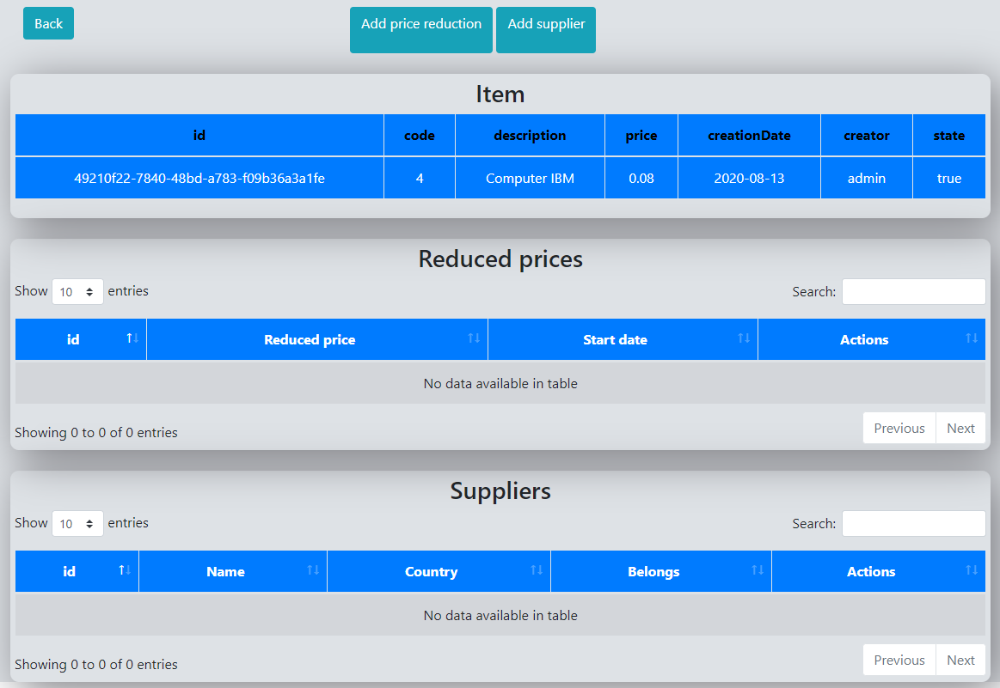 Back Add price reduction Add supplier
Item
id code description price creationDate creator state
49210f22-7840-48bd-a783-f09b36a3a1fe 4 Computer IBM 0.08 2020-08-13 admin true
Reduced prices
Show 10 entries Search:
id Reduced price Start date Actions
No data available in table
Showing 0 to 0 of 0 entries Previous Next
Suppliers
Show 10 entries Search:
id Name Country Belongs Actions
No data available in table
Showing 0 to 0 of 0 entries Previous Next